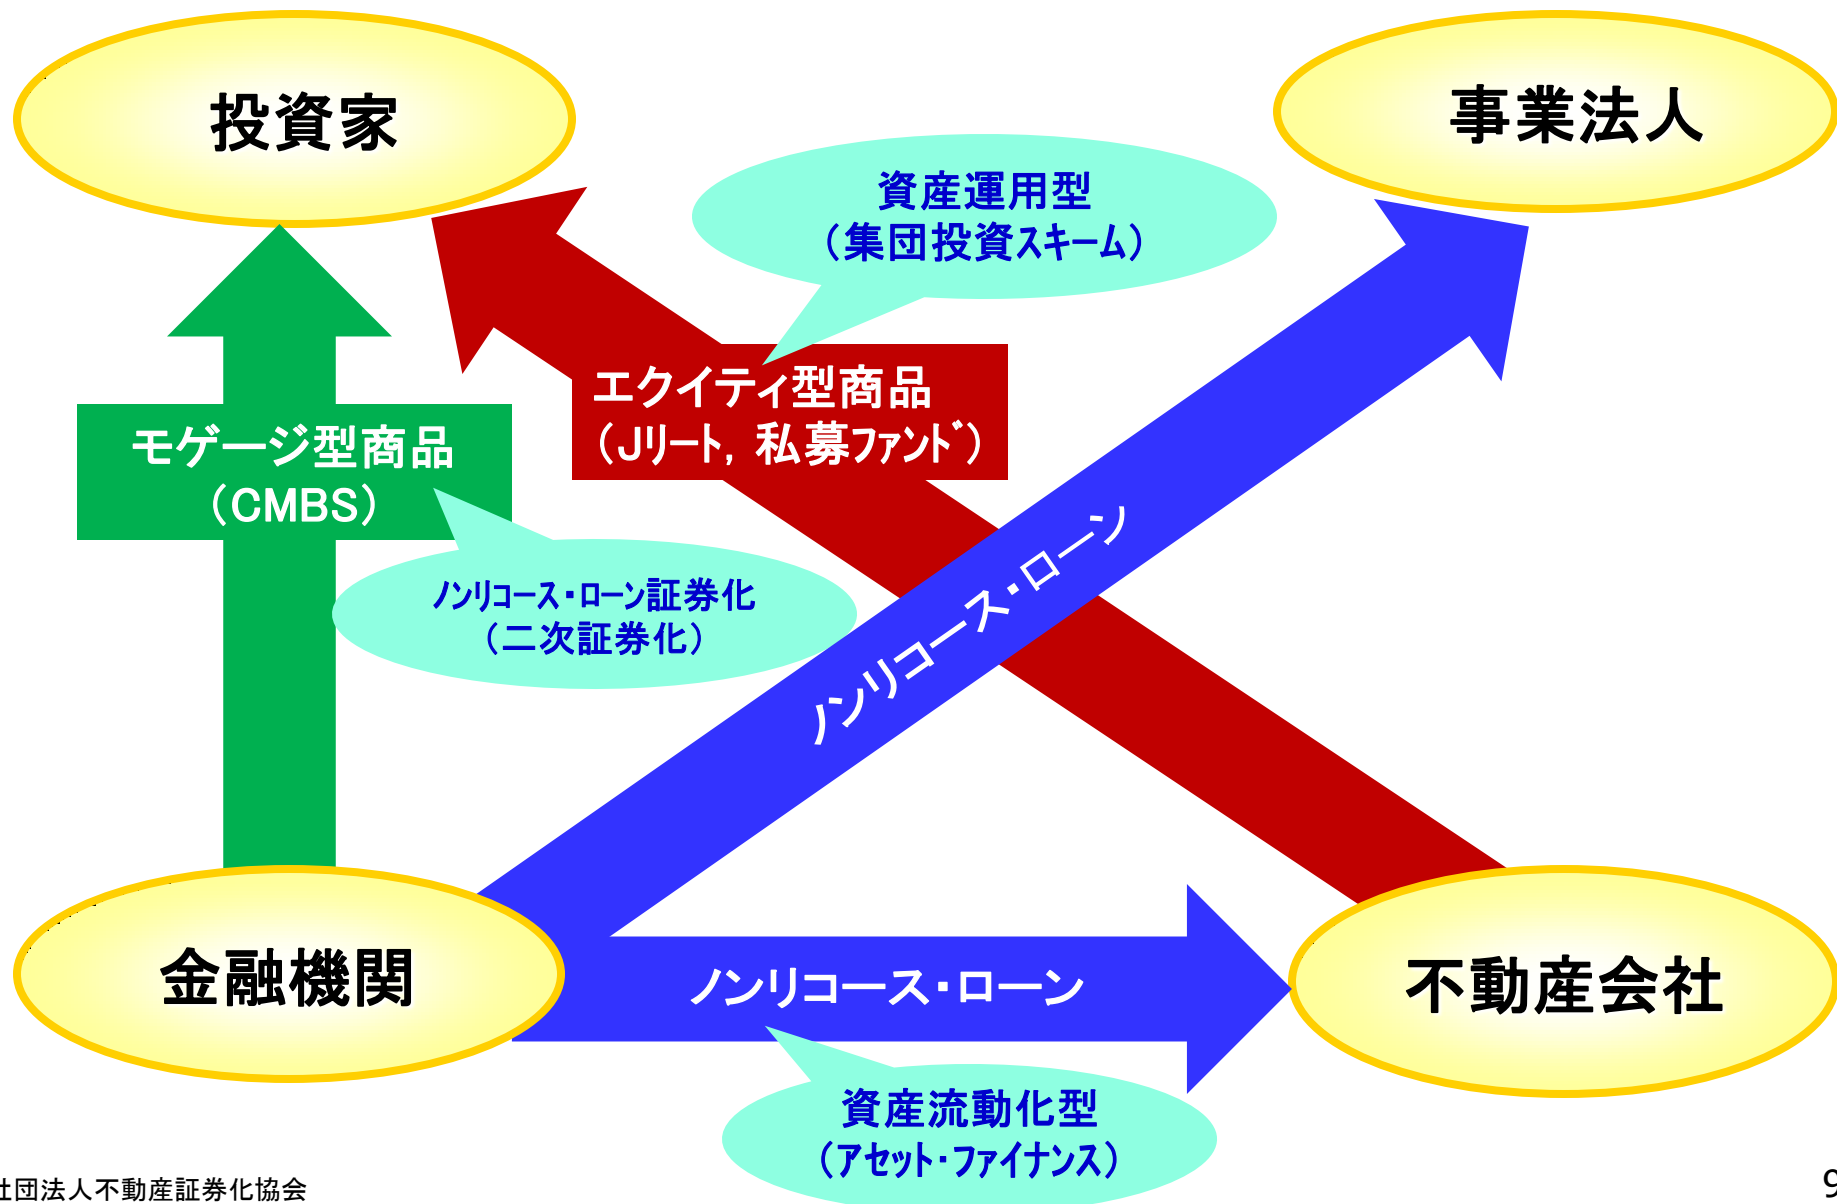 投資家
事業法人
資産運用型
（集団投資スキーム）
エクイティ型商品
（Jリート，私募ファンド）
モゲージ型商品
（CMBS）
ノンリコース・ローン証券化
（二次証券化）
ノンリコース・ローン
金融機関
ノンリコース・ローン
不動産会社
資産流動化型
（アセット・ファイナンス）
社団法人不動産証券化協会
9